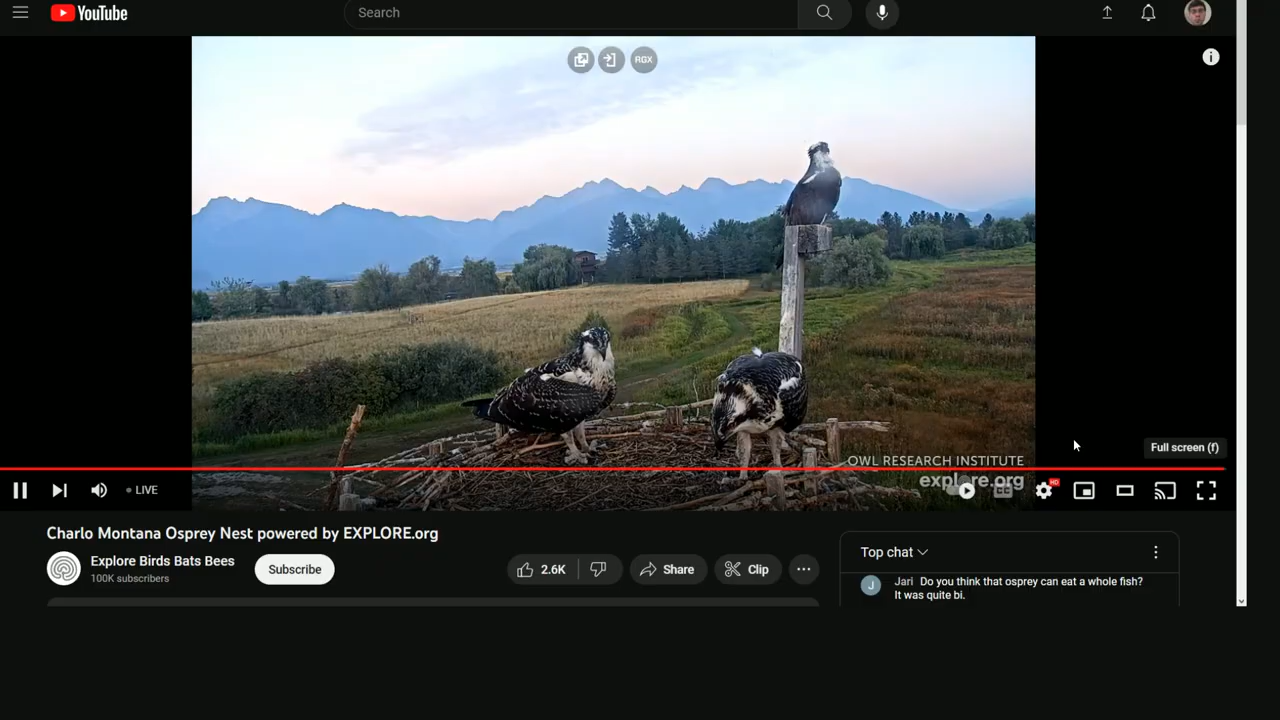 YouTube
Search
RGX
OWL RESEARCH INSTITUTE
explore.org
Full screen (f)
LIVE
CC
HD
Charlo Montana Osprey Nest powered by EXPLORE.org
Explore Birds Bats Bees
100K subscribers
Subscribe
2.6K
Share
Clip
Top chat
J
Jari Do you think that osprey can eat a whole fish?
It was quite bi.